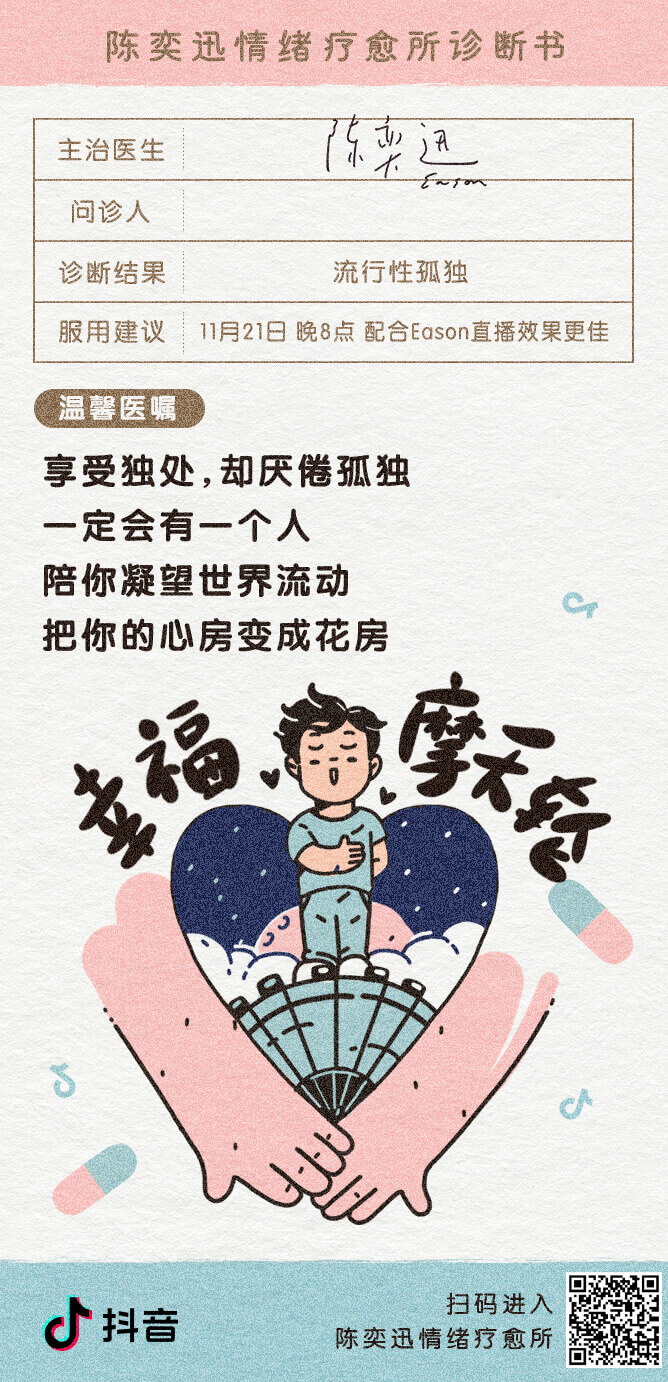 陈奕迅情绪疗愈所诊断书
主治医生 陈奕迅
Eason
问诊人
诊断结果 流行性孤独
服用建议 11月21日 晚8点 配合Eason直播效果更佳
温馨医嘱
享受独处,却厌倦孤独
一定会有一个人
陪你凝望世界流动
把你的心房变成花房
幸福 摩天轮
扫码进入
抖音
陈奕迅情绪疗愈所